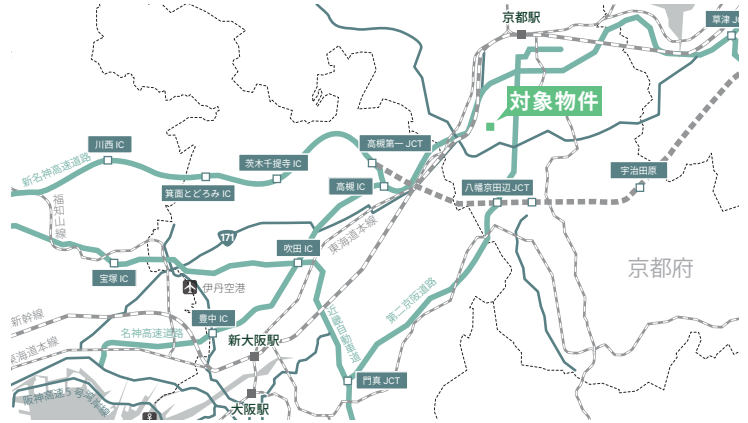 京都駅
草津 JC
対象物件
川西 IC
高槻第一 JCT
新名神高速道路
茨木千提寺 IC
宇治田原
箕面とどろみ IC
高槻 IC
八幡京田辺 JCT
福知山線
171
東海道本線
吹田 IC
京都府
宝塚 IC
伊丹空港
第二京阪道路
豊中 IC
新幹線
近畿自動車道
名神高速道路
新大阪駅
東海道本線
門真 JCT
阪神高速5号湾岸線
大阪駅